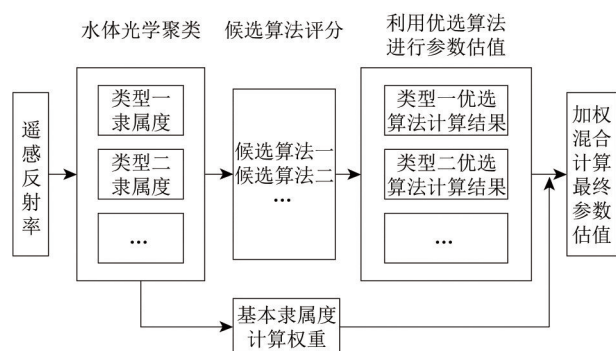 水体光学聚类
候选算法评分
利用优选算法
进行参数估值
遥感反射率
类型一
隶属度
类型二
隶属度
...
候选算法一
候选算法二
...
类型一优选
算法计算结果
类型二优选
算法计算结果
...
加权
混合
计算
最终
参数
估值
基本隶属度
计算权重